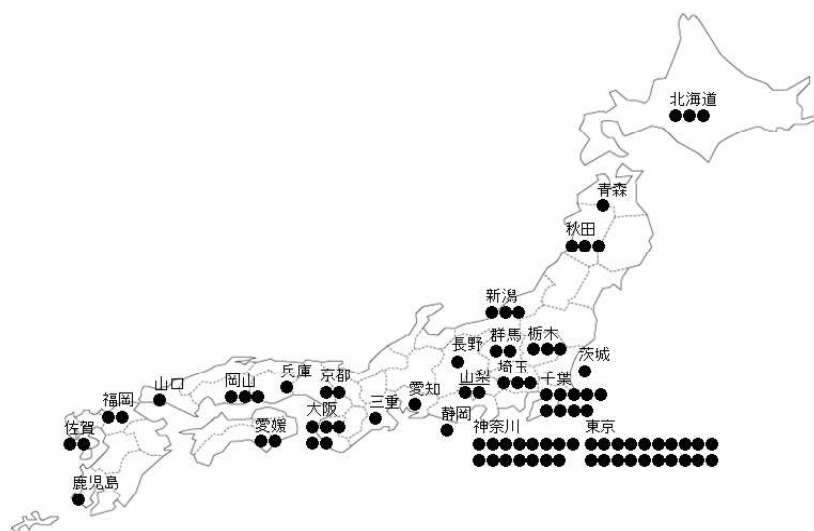 北海道
青森
秋田
新潟
長野
群馬
栃木
茨城
埼玉
千葉
山梨
兵庫
京都
岡山
山口
福岡
佐賀
愛媛
大阪
三重
愛知
静岡
神奈川
東京
鹿児島